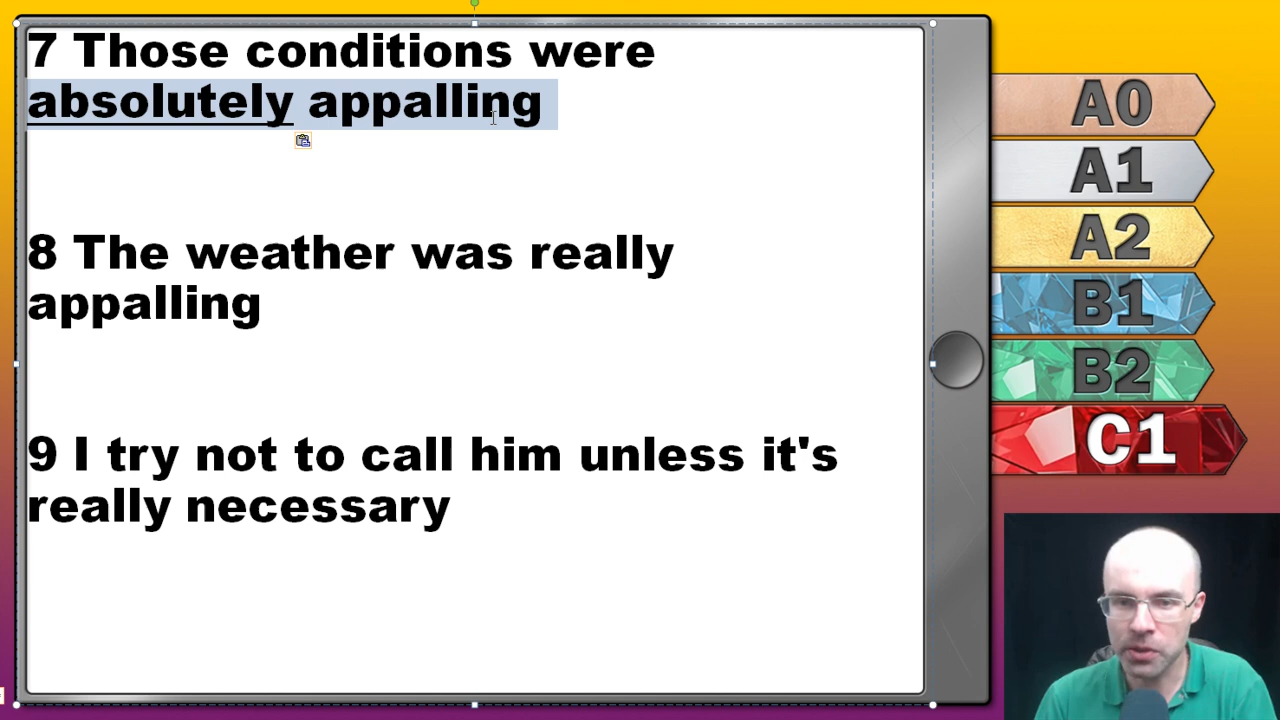 7 Those conditions were
absolutely appalling
8 The weather was really
appalling
9 I try not to call him unless it's
really necessary
A0
A1
A2
B1
B2
C1